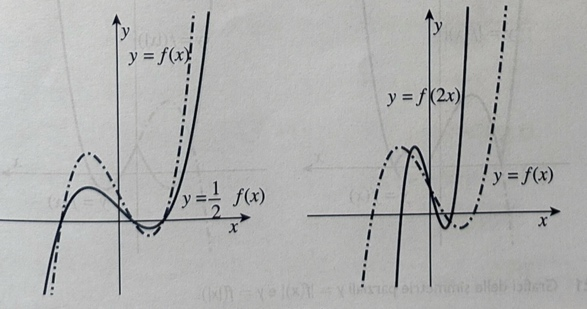 y
y = f(x)
y = 1/2 f(x)
x
y
y = f(2x)
y = f(x)
x